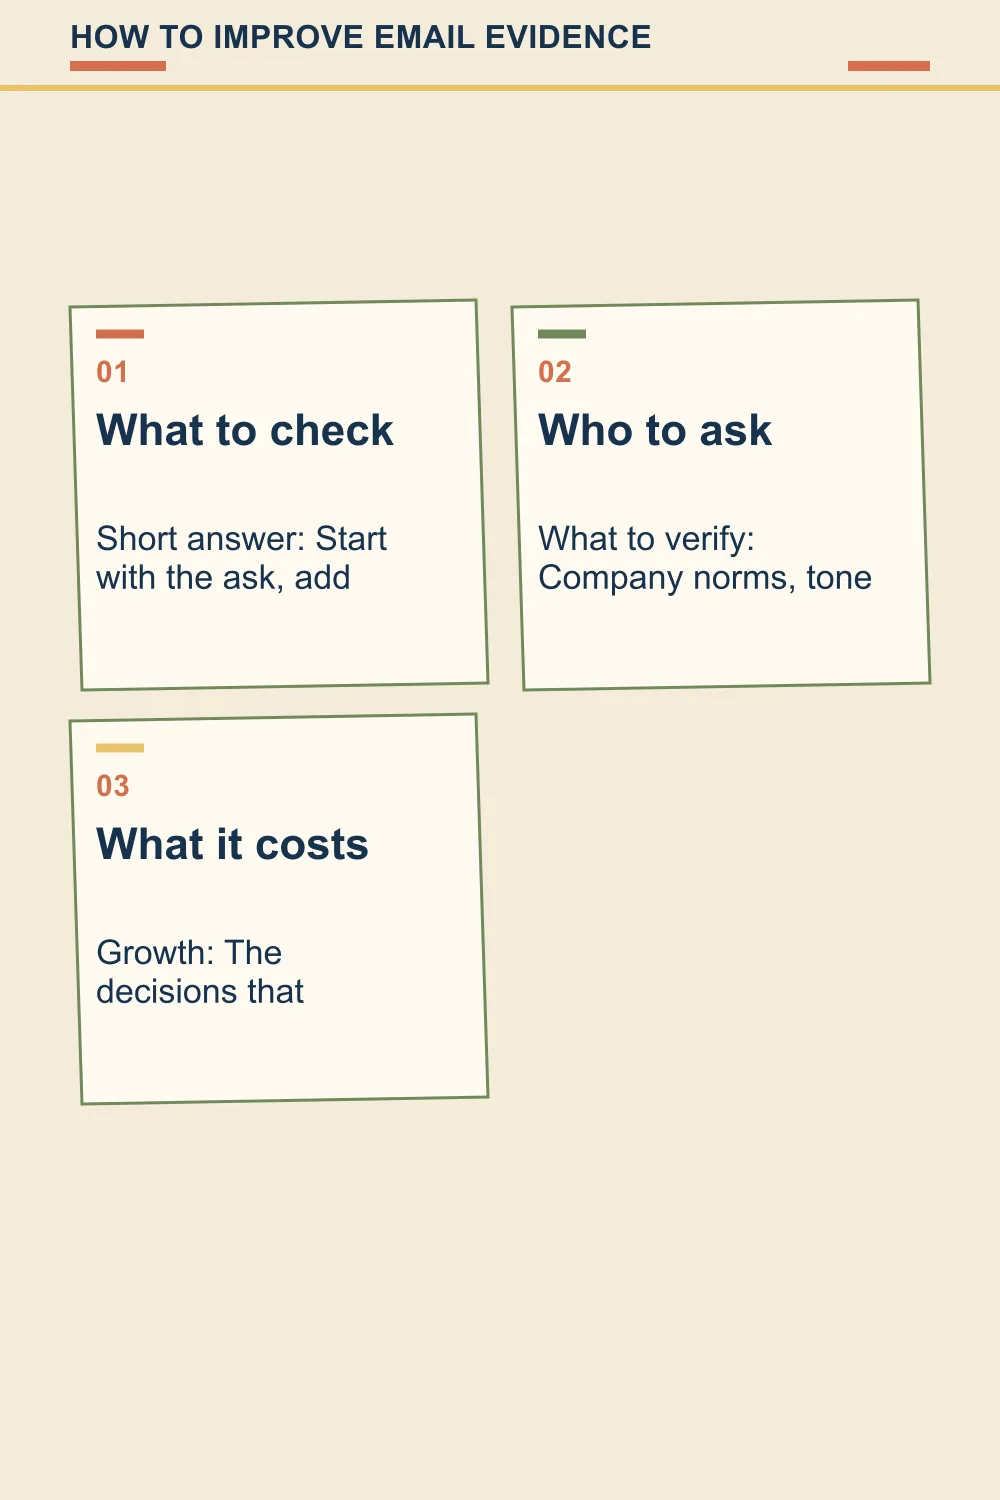 HOW TO IMPROVE EMAIL EVIDENCE
01
What to check
Short answer: Start
with the ask, add
02
Who to ask
What to verify:
Company norms, tone
03
What it costs
Growth: The
decisions that